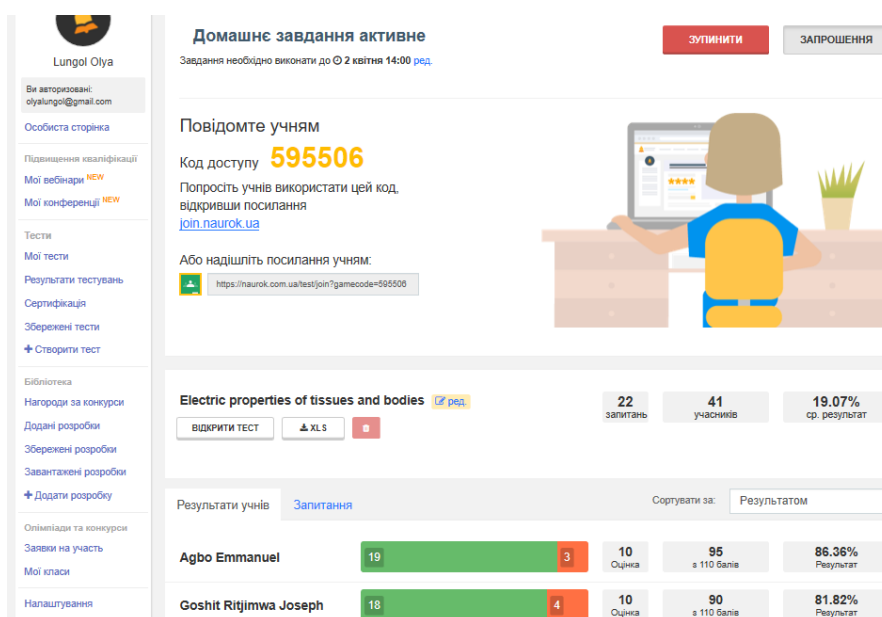 Lungol Olya
Ви авторизовані:
olyalungol@gmail.com
Особиста сторінка
Підвищення кваліфікації
Мої вебінари NEW
Мої конференції NEW
Тести
Мої тести
Результати тестувань
Сертифікація
Збережені тести
+ Створити тест
Бібліотека
Нагороди за конкурси
Додані розробки
Збережені розробки
Завантажені розробки
+ Додати розробку
Олімпіади та конкурси
Заявки на участь
Мої класи
Налаштування
Домашнє завдання активне
Завдання необхідно виконати до 2 квітня 14:00 ред.
ЗУПИНИТИ
ЗАПРОШЕННЯ
Повідомте учням
Код доступу 595506
Попросіть учнів використати цей код,
відкривши посилання
join.naurok.ua
Або надішліть посилання учням:
https://naurok.com.ua/test/join?gamecode=595506
Electric properties of tissues and bodies ред.
ВІДКРИТИ ТЕСТ
XLS
22
запитань
41
учасників
19.07%
ср. результат
Результати учнів Запитання
Сортувати за: Результатом
Agbo Emmanuel
19 3
10
Оцінка
95
з 110 балів
86.36%
Результат
Goshit Ritjimwa Joseph
18 4
10
Оцінка
90
з 110 балів
81.82%
Результат